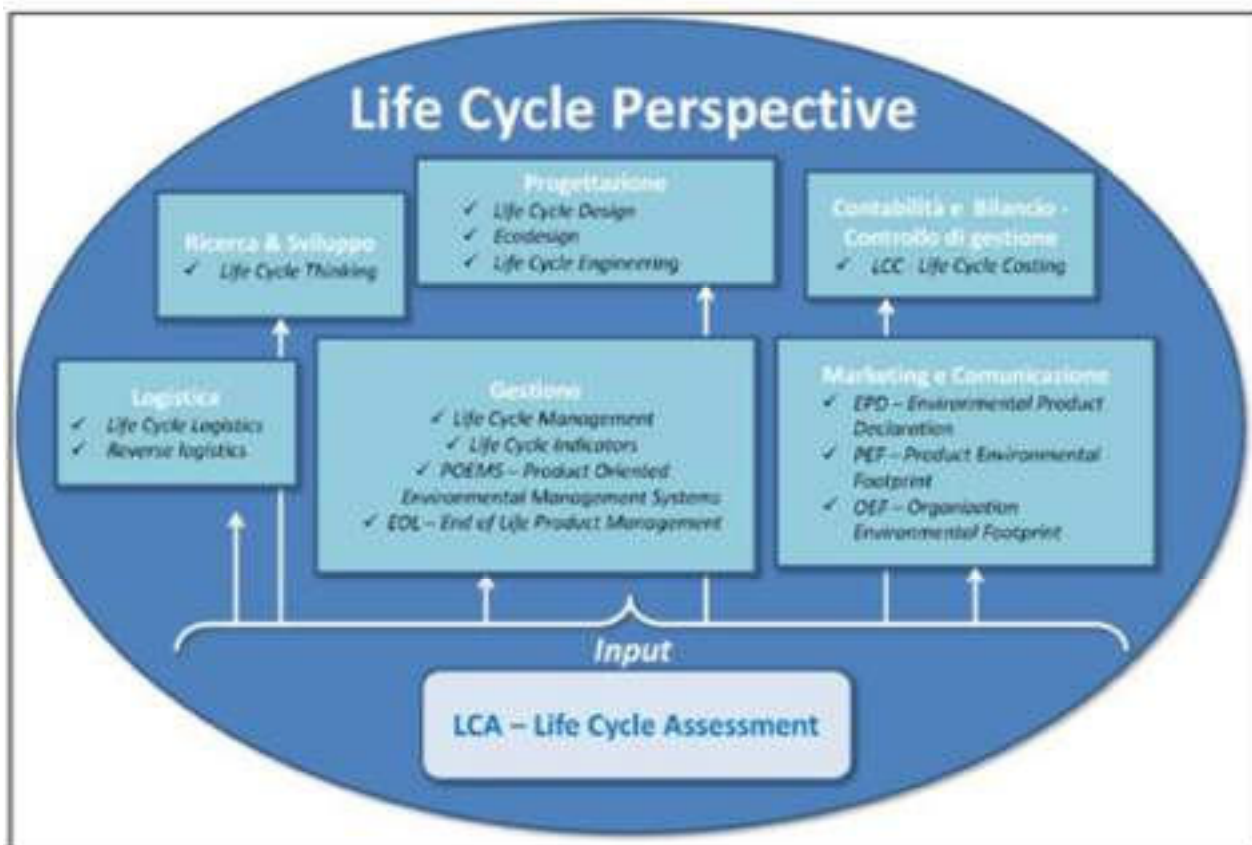 Life Cycle Perspective
Ricerca & Sviluppo
✓ Life Cycle Thinking
Progettazione
✓ Life Cycle Design
✓ Ecodesign
✓ Life Cycle Engineering
Contabilità e Bilancio -
Controllo di gestione
✓ LCC Life Cycle Costing
Logistica
✓ Life Cycle Logistics
✓ Reverse logistics
Gestione
✓ Life Cycle Management
✓ Life Cycle Indicators
✓ POEMS – Product Oriented
Environmental Management Systems
✓ EOL – End of Life Product Management
Marketing e Comunicazione
✓ EPD – Environmental Product
Declaration
✓ PEF – Product Environmental
Footprint
✓ OEF – Organization
Environmental Footprint
Input
LCA – Life Cycle Assessment